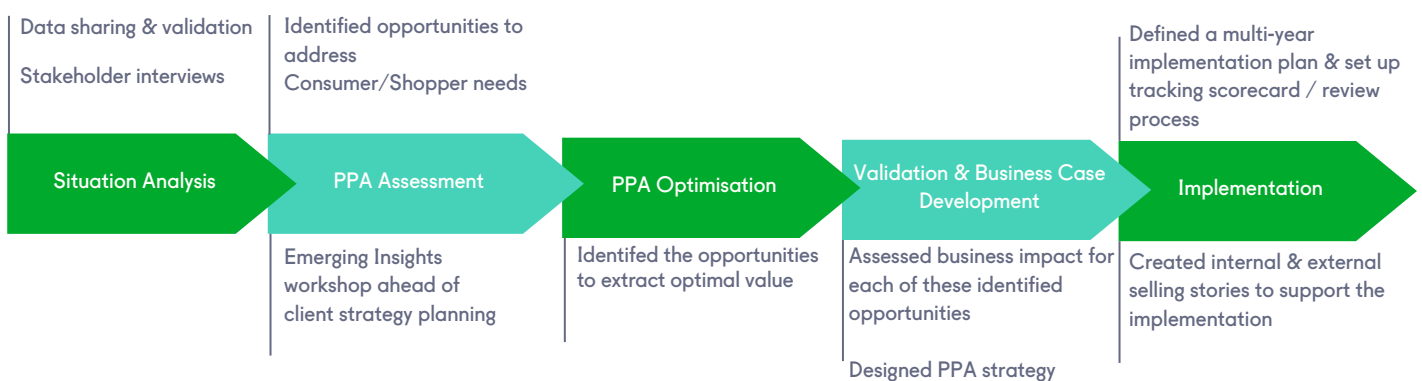 Data sharing & validation
Stakeholder interviews
Identified opportunities to
address
Consumer/Shopper needs
Defined a multi-year
implementation plan & set up
tracking scorecard / review
process
Situation Analysis
PPA Assessment
PPA Optimisation
Validation & Business Case
Development
Implementation
Emerging Insights
workshop ahead of
client strategy planning
Identifed the opportunities
to extract optimal value
Assessed business impact for
each of these identified
opportunities
Designed PPA strategy
Created internal & external
selling stories to support the
implementation